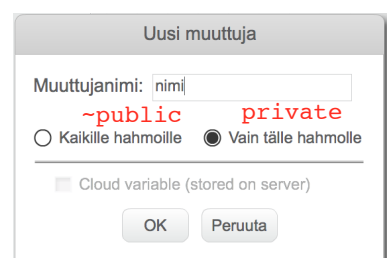 Uusi muuttuja
Muuttujanimi: nimi
~public private
Kaikille hahmoille Vain tälle hahmolle
Cloud variable (stored on server)
OK Peruuta